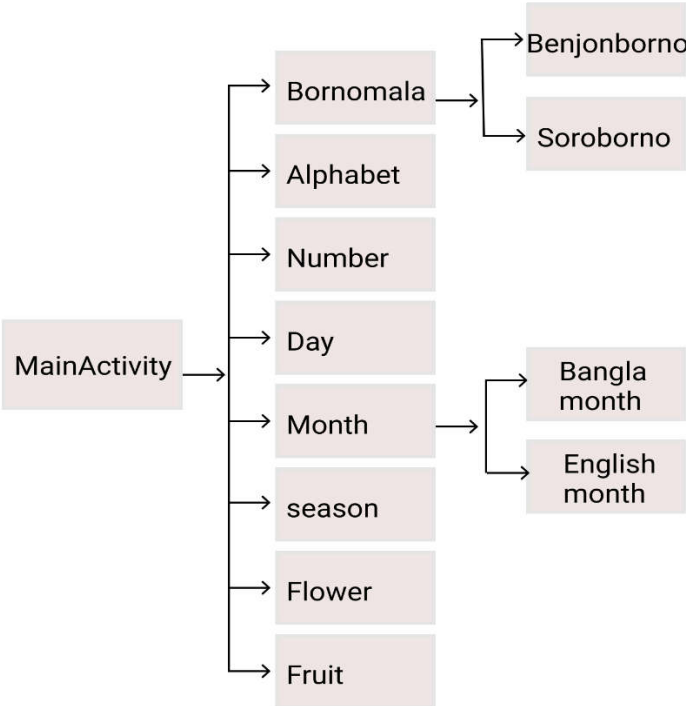 MainActivity
Bornomala
Alphabet
Number
Day
Month
season
Flower
Fruit
Benjonborno
Soroborno
Bangla
month
English
month